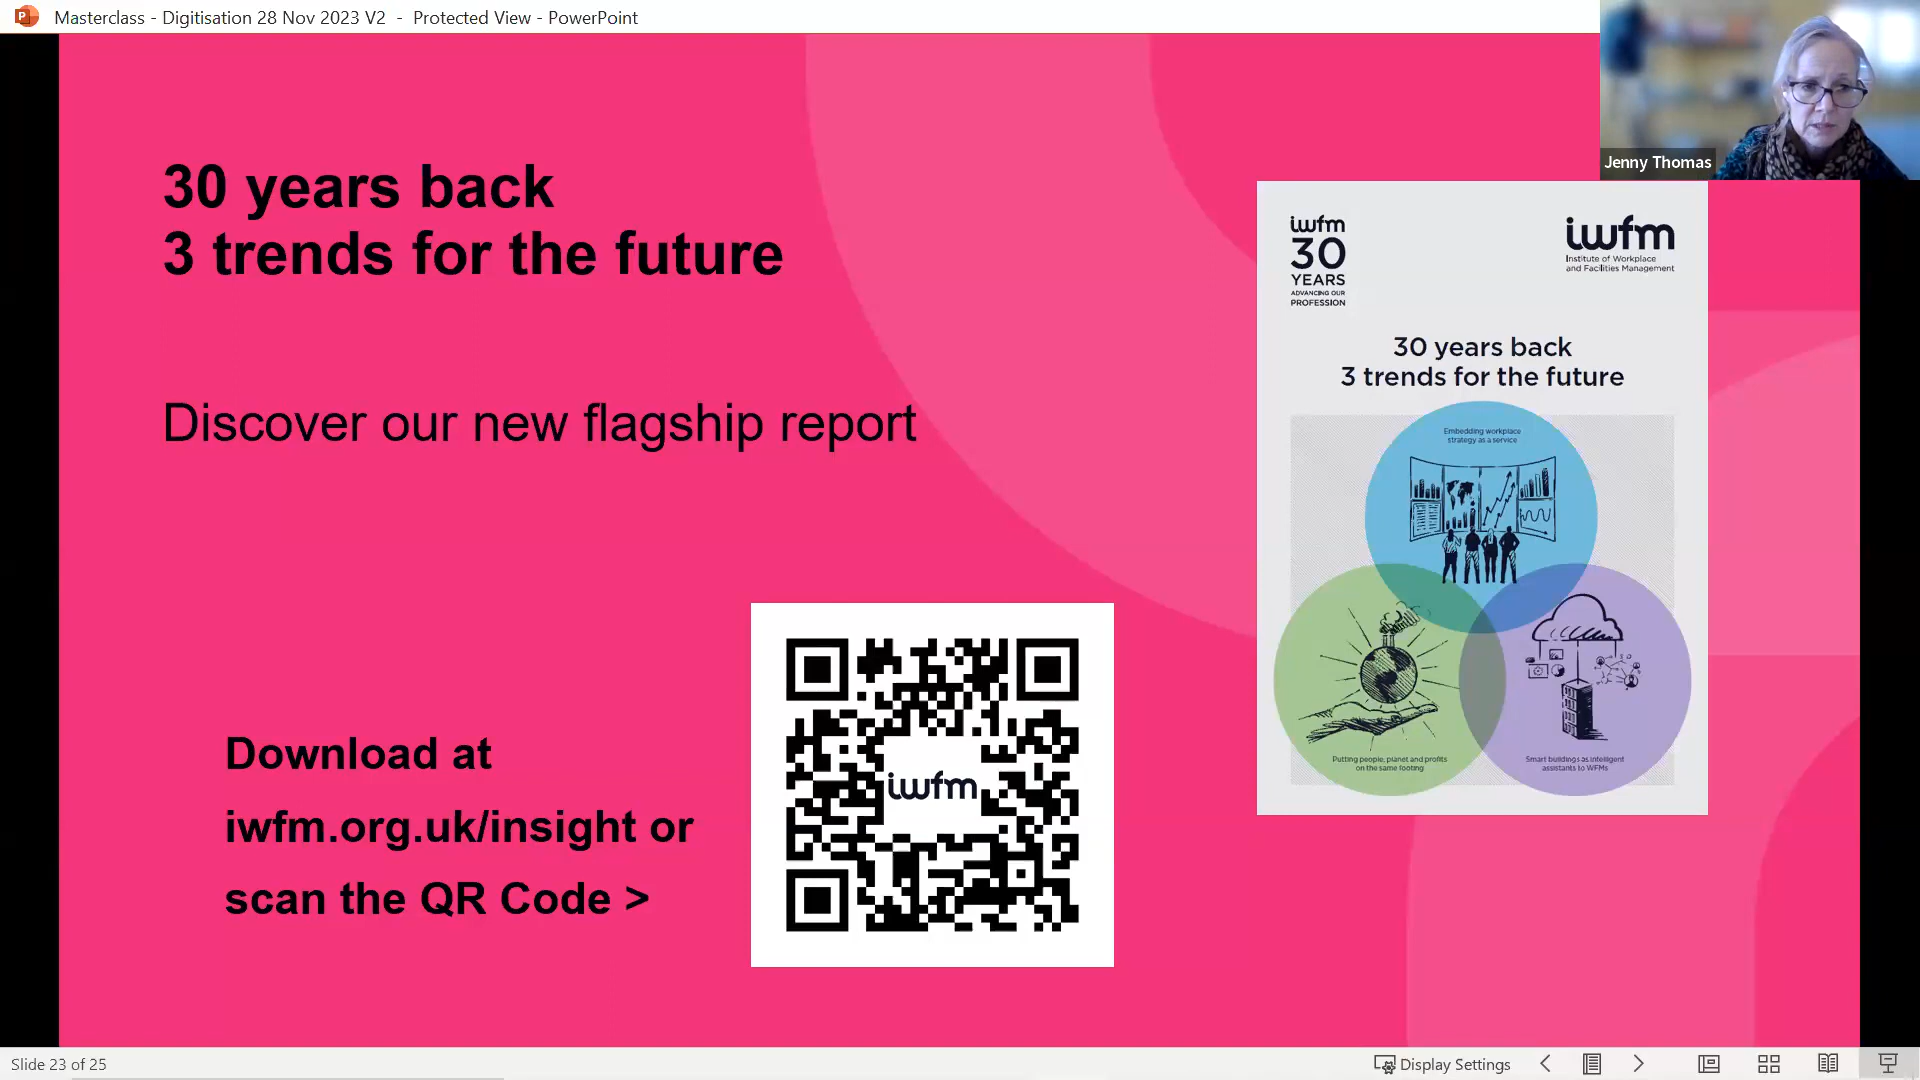 Masterclass - Digitisation 28 Nov 2023 V2 - Protected View - PowerPoint
Jenny Thomas
30 years back
3 trends for the future
Discover our new flagship report
Download at
iwfm.org.uk/insight or
scan the QR Code >
iwfm
iwfm
30
YEARS
ADVANCING OUR
PROFESSION
iwfm
Institute of Workplace
and Facilities Management
30 years back
3 trends for the future
Embedding workplace
strategy as a service
Putting people, planet and profits
on the same footing
Smart buildings as intelligent
assistants to WFMs
Slide 23 of 25
Display Settings